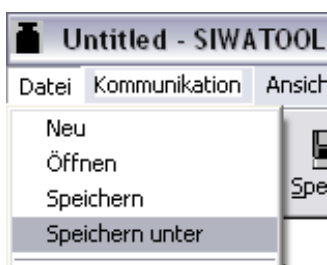 Untitled - SIWATOOL
Datei Kommunikation Ansich
Neu
Öffnen
Speichern
Spe
Speichern unter